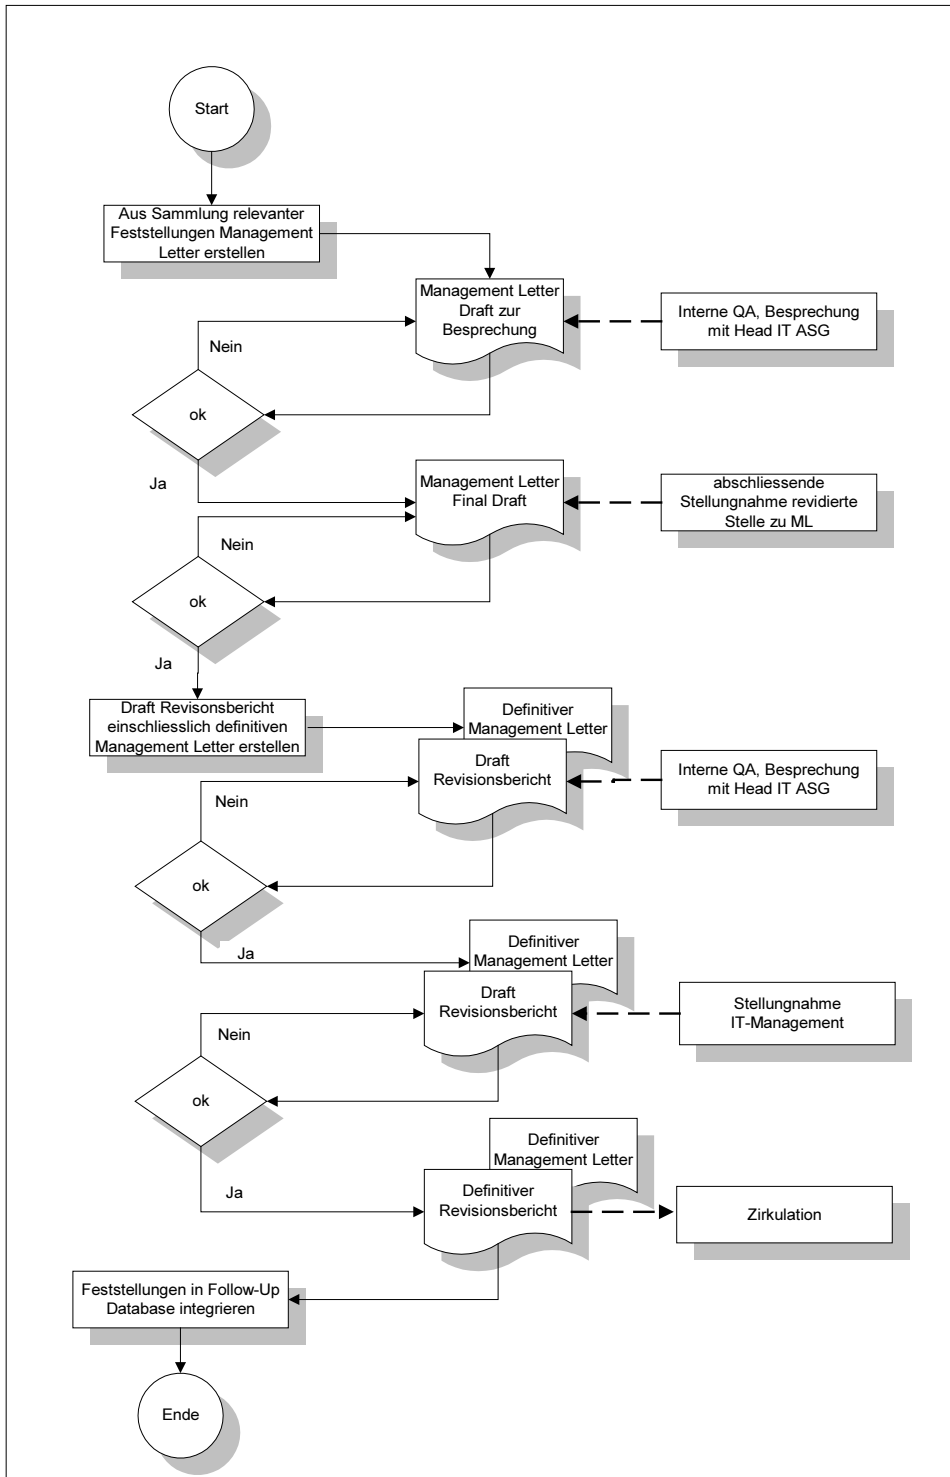 Start
Aus Sammlung relevanter
Feststellungen Management
Letter erstellen
Management Letter
Draft zur
Besprechung
Interne QA, Besprechung
mit Head IT ASG
Nein
ok
Ja
Management Letter
Final Draft
abschliessende
Stellungnahme revidierte
Stelle zu ML
Nein
ok
Ja
Draft Revisonsbericht
einschliesslich definitiven
Management Letter erstellen
Definitiver
Management Letter
Draft
Revisionsbericht
Interne QA, Besprechung
mit Head IT ASG
Nein
ok
Ja
Definitiver
Management Letter
Draft
Revisionsbericht
Stellungnahme
IT-Management
Nein
ok
Ja
Definitiver
Management Letter
Definitiver
Revisionsbericht
Zirkulation
Feststellungen in Follow-Up
Database integrieren
Ende